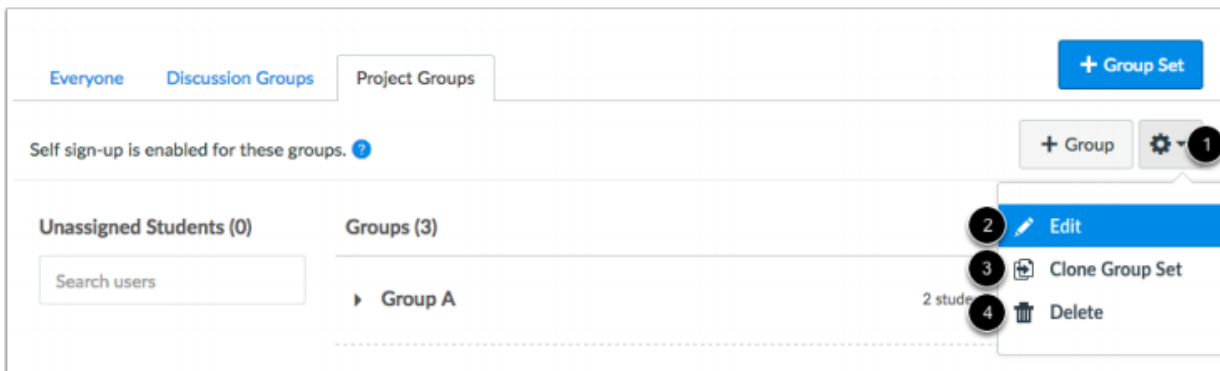 + Group Set
Everyone Discussion Groups Project Groups
Self sign-up is enabled for these groups. ?
+ Group 1
Unassigned Students (0) Groups (3)
2 Edit
3 Clone Group Set
Search users
Group A 2
4 Delete